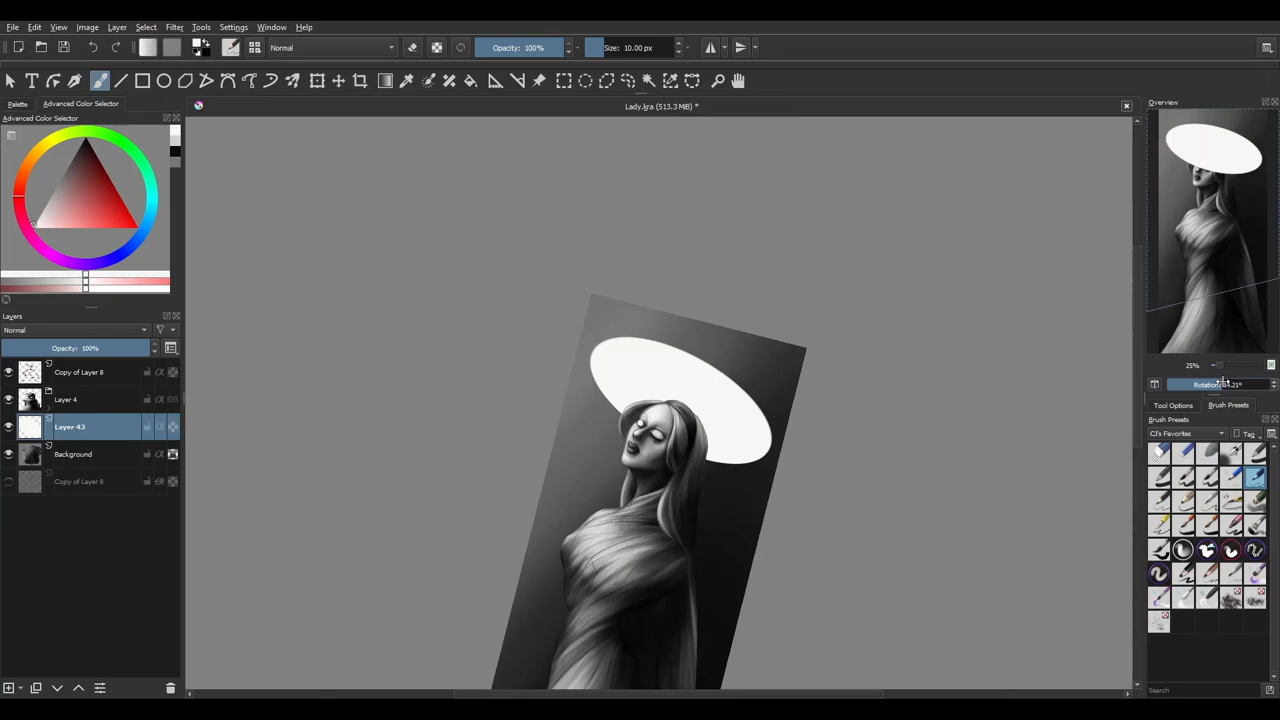 File Edit View Image Layer Select Filter Tools Settings Window Help
Normal
Opacity: 100%
Size: 10.00 px
Palette Advanced Color Selector
Lady.kra (513.3 MiB) *
Overview
Advanced Color Selector
Layers
Normal
Opacity: 100%
Copy of Layer 8
Layer 4
Layer 43
Background
Copy of Layer 8
25%
Tool Options Brush Presets
Brush Presets
CJ's Favorites
Tag
Search